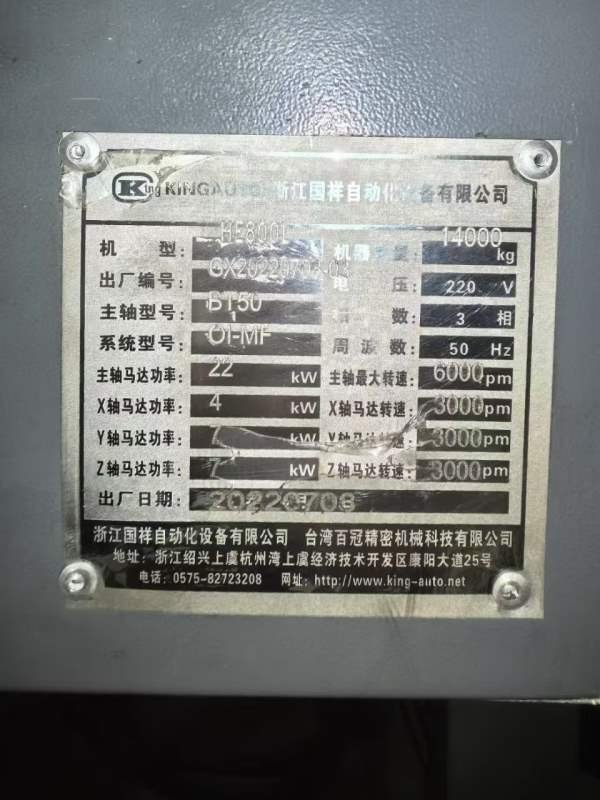 King KINGAUTO 浙江国祥自动化设备有限公司
机 型: 机器重量: 14000 kg
出厂编号: 电 压: 220 V
主轴型号: BT50 相 数: 3 相
系统型号: OI-MF 周 波 数: 50 Hz
主轴马达功率: 22 kW 主轴最大转速: 6000pm
X轴马达功率: 4 kW X轴马达转速: 3000pm
Y轴马达功率: 7 kW Y轴马达转速: 3000pm
Z轴马达功率: 7 kW Z轴马达转速: 3000pm
出厂日期: 20220708
浙江国祥自动化设备有限公司 台湾百冠精密机械科技有限公司
地址: 浙江绍兴上虞杭州湾上虞经济技术开发区康阳大道25号
电话: 0575-82723208 网址: http://www.king-auto.net